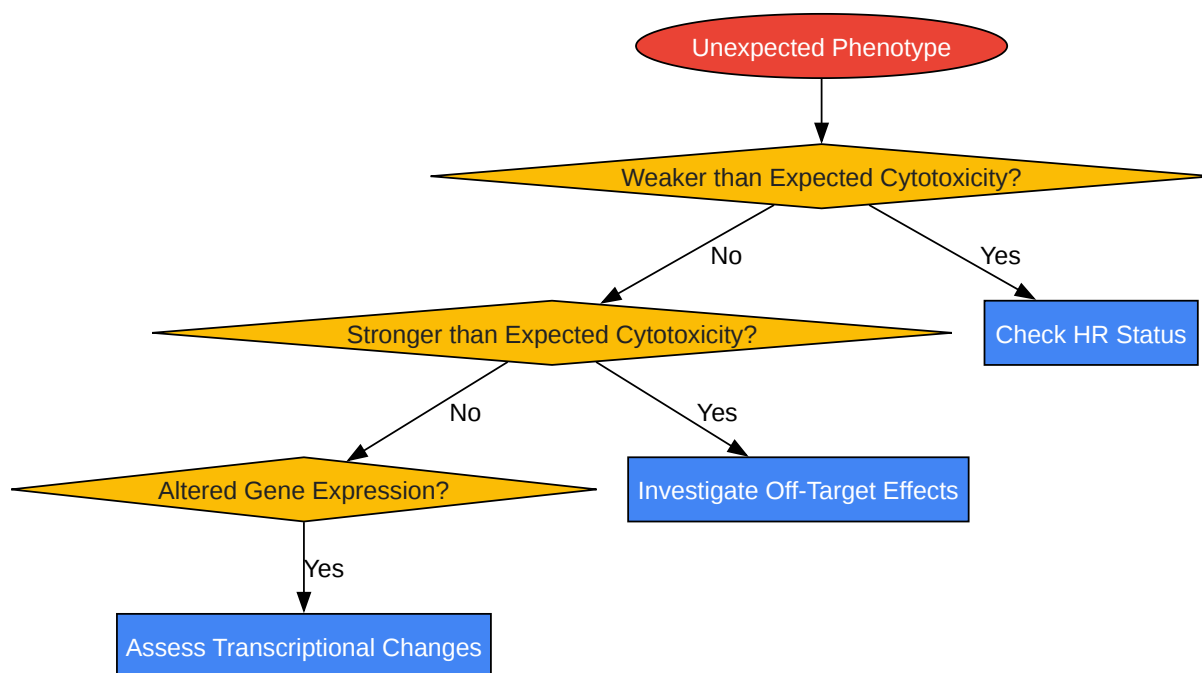 Unexpected Phenotype
Weaker than Expected Cytotoxicity?
No
Yes
Stronger than Expected Cytotoxicity?
Check HR Status
No
Yes
Altered Gene Expression?
Investigate Off-Target Effects
Yes
Assess Transcriptional Changes